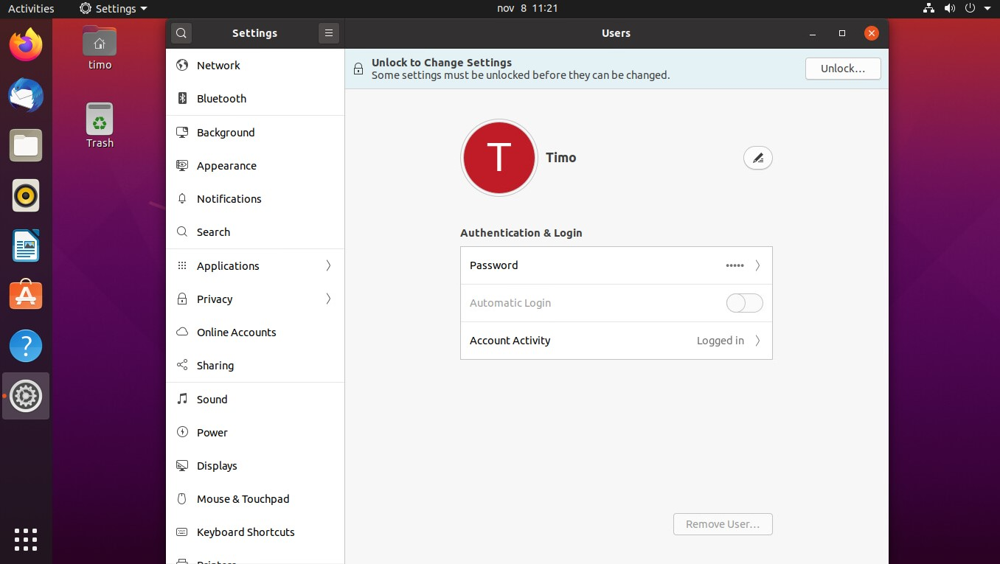 Activities
Settings
nov 8 11:21
timo
Trash
Settings
Users
Network
Bluetooth
Background
Appearance
Notifications
Search
Applications
Privacy
Online Accounts
Sharing
Sound
Power
Displays
Mouse & Touchpad
Keyboard Shortcuts
Printers
Unlock to Change Settings
Some settings must be unlocked before they can be changed.
Unlock...
T
Timo
Authentication & Login
Password •••••
Automatic Login
Account Activity Logged in
Remove User...